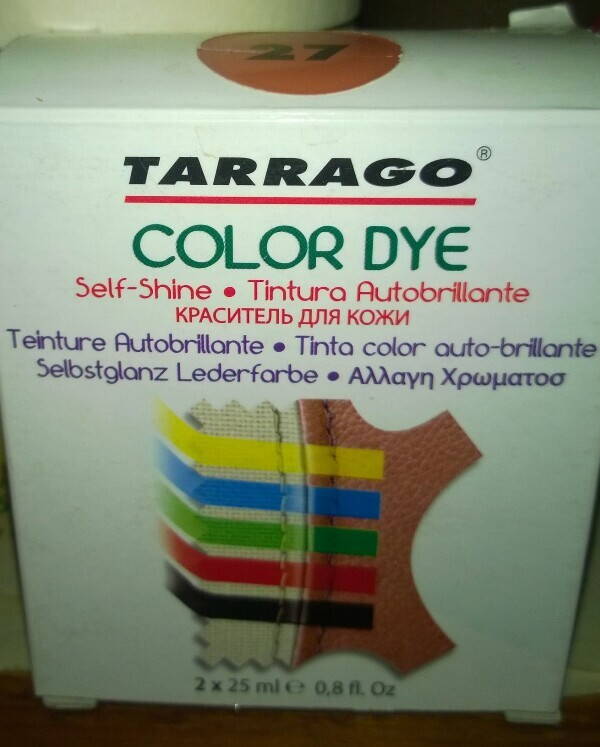 27
TARRAGO®
COLOR DYE
Self-Shine • Tintura Autobrillante
КРАСИТЕЛЬ ДЛЯ КОЖИ
Teinture Autobrillante • Tinta color auto-brillante
Selbstglanz Lederfarbe • Αλλαγη Χρωματοσ
2 x 25 ml ℮ 0,8 fl. Oz